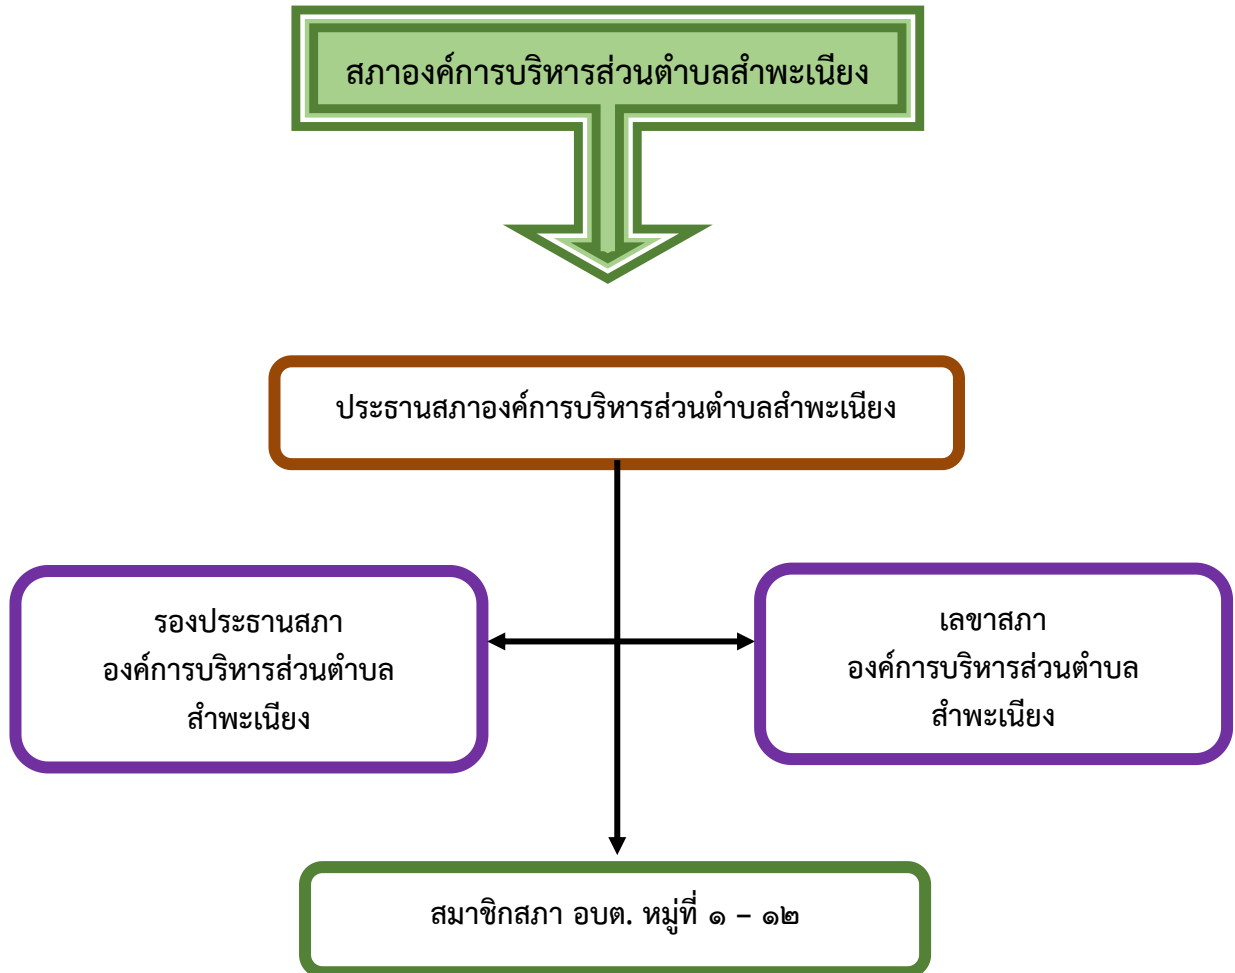 สภาองค์การบริหารส่วนตำบลสำพะเนียง
ประธานสภาองค์การบริหารส่วนตำบลสำพะเนียง
รองประธานสภา
องค์การบริหารส่วนตำบล
สำพะเนียง
เลขาสภา
องค์การบริหารส่วนตำบล
สำพะเนียง
สมาชิกสภา อบต. หมู่ที่ ๑ – ๑๒